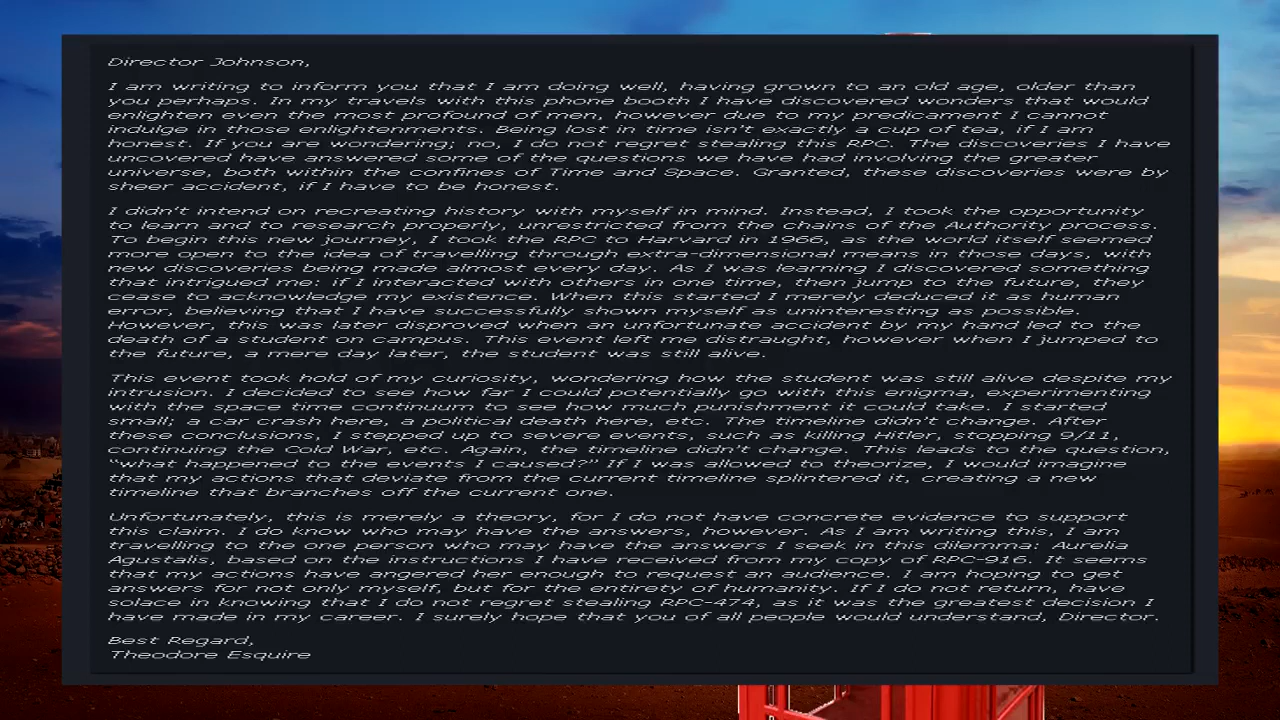 Director Johnson,
I am writing to inform you that I am doing well, having grown to an old age, older than
you perhaps. In my travels with this phone booth I have discovered wonders that would
enlighten even the most profound of men, however due to my predicament I cannot
indulge in those enlightenments. Being lost in time isn't exactly a cup of tea, if I am
honest. If you are wondering; no, I do not regret stealing this RPC. The discoveries I have
uncovered have answered some of the questions we have had involving the greater
universe, both within the confines of Time and Space. Granted, these discoveries were by
sheer accident, if I have to be honest.
I didn't intend on recreating history with myself in mind. Instead, I took the opportunity
to learn and to research properly, unrestricted from the chains of the Authority process.
To begin this new journey, I took the RPC to Harvard in 1966, as the world itself seemed
more open to the idea of travelling through extra-dimensional means in those days, with
new discoveries being made almost every day. As I was learning I discovered something
that intrigued me: if I interacted with others in one time, then jump to the future, they
cease to acknowledge my existence. When this started I merely deduced it as human
error, believing that I have successfully shown myself as uninteresting as possible.
However, this was later disproved when an unfortunate accident by my hand led to the
death of a student on campus. This event left me distraught, however when I jumped to
the future, a mere day later, the student was still alive.
This event took hold of my curiosity, wondering how the student was still alive despite my
intrusion. I decided to see how far I could potentially go with this enigma, experimenting
with the space time continuum to see how much punishment it could take. I started
small; a car crash here, a political death here, etc. The timeline didn't change. After
these conclusions, I stepped up to severe events, such as killing Hitler, stopping 9/11,
continuing the Cold War, etc. Again, the timeline didn't change. This leads to the question,
"what happened to the events I caused?" If I was allowed to theorize, I would imagine
that my actions that deviate from the current timeline splintered it, creating a new
timeline that branches off the current one.
Unfortunately, this is merely a theory, for I do not have concrete evidence to support
this claim. I do know who may have the answers, however. As I am writing this, I am
travelling to the one person who may have the answers I seek in this dilemma: Aurelia
Agustalis, based on the instructions I have received from my copy of RPC-916. It seems
that my actions have angered her enough to request an audience. I am hoping to get
answers for not only myself, but for the entirety of humanity. If I do not return, have
solace in knowing that I do not regret stealing RPC-474, as it was the greatest decision I
have made in my career. I surely hope that you of all people would understand, Director.
Best Regard,
Theodore Esquire